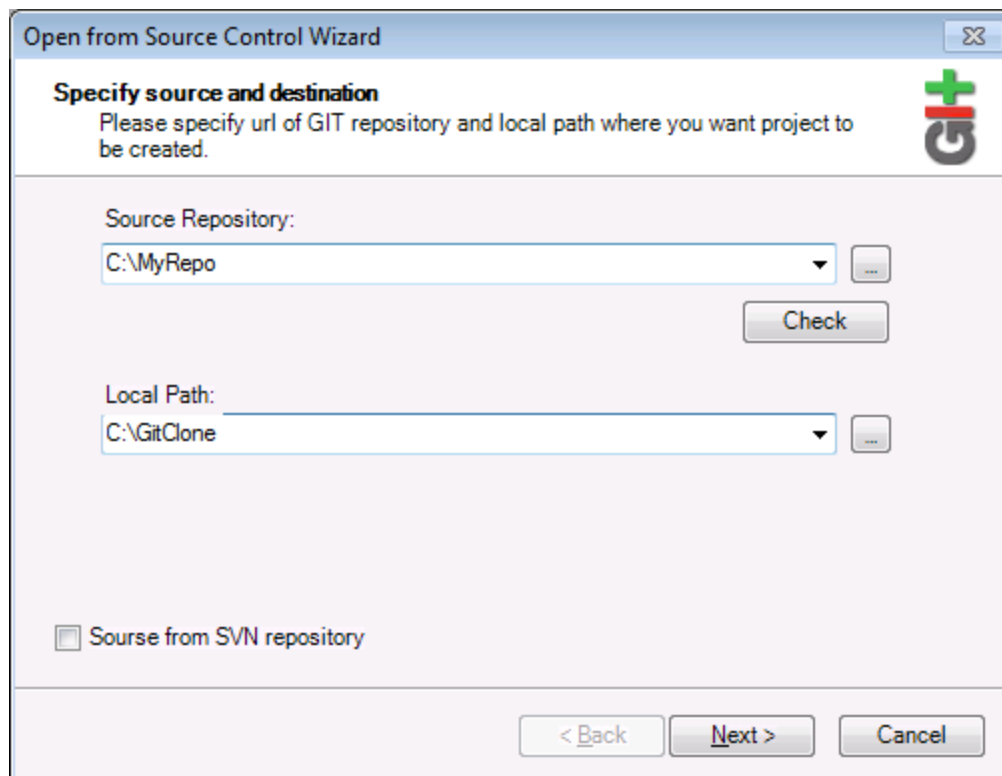 Open from Source Control Wizard
Specify source and destination
Please specify url of GIT repository and local path where you want project to
be created.
GIt
Source Repository:
C:\MyRepo
...
Check
Local Path:
C:\GitClone
...
Sourse from SVN repository
< Back
Next >
Cancel